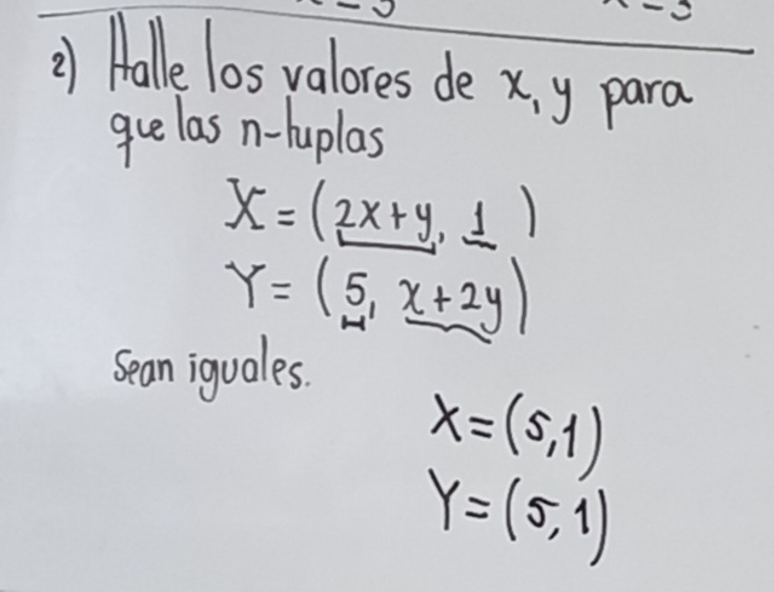 2) Halle los valores de x, y para
que las n-tuplas
X = (2x+y, 1)
Y = (5, x+2y)
Sean iguales.
X = (5,1)
Y = (5,1)